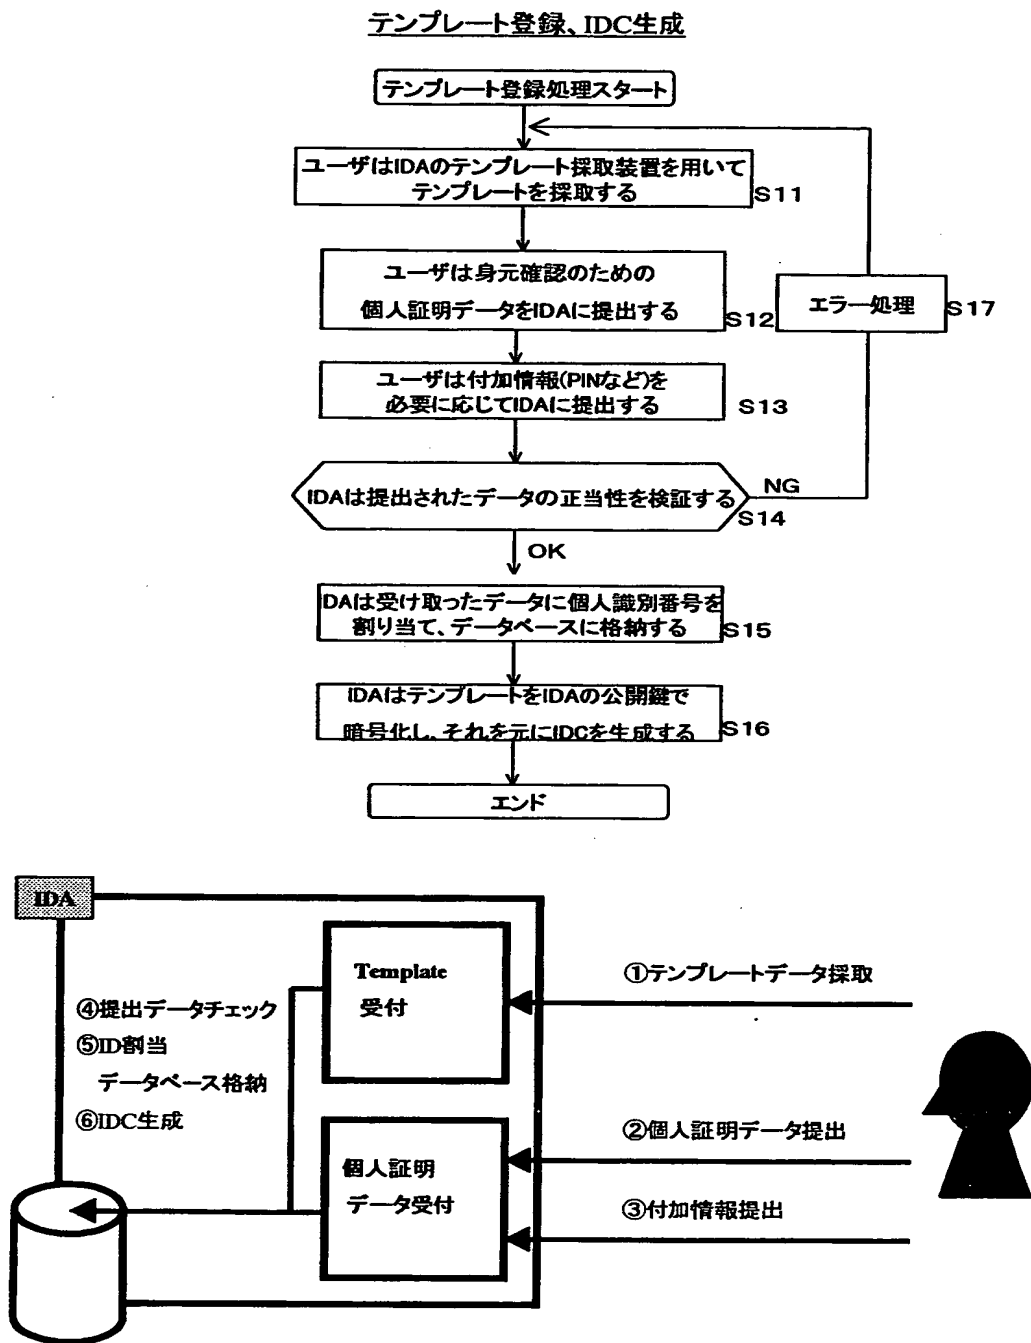 テンプレート登録、IDC生成
テンプレート登録処理スタート
ユーザはIDAのテンプレート採取装置を用いて
テンプレートを採取する
S11
ユーザは身元確認のための
個人証明データをIDAに提出する
S12
エラー処理
S17
ユーザは付加情報(PINなど)を
必要に応じてIDAに提出する
S13
IDAは提出されたデータの正当性を検証する
NG
S14
OK
IDAは受け取ったデータに個人識別番号を
割り当て、データベースに格納する
S15
IDAはテンプレートをIDAの公開鍵で
暗号化し、それを元にIDCを生成する
S16
エンド
IDA
Template
受付
①テンプレートデータ採取
④提出データチェック
⑤ID割当
データベース格納
⑥IDC生成
個人証明
データ受付
②個人証明データ提出
③付加情報提出